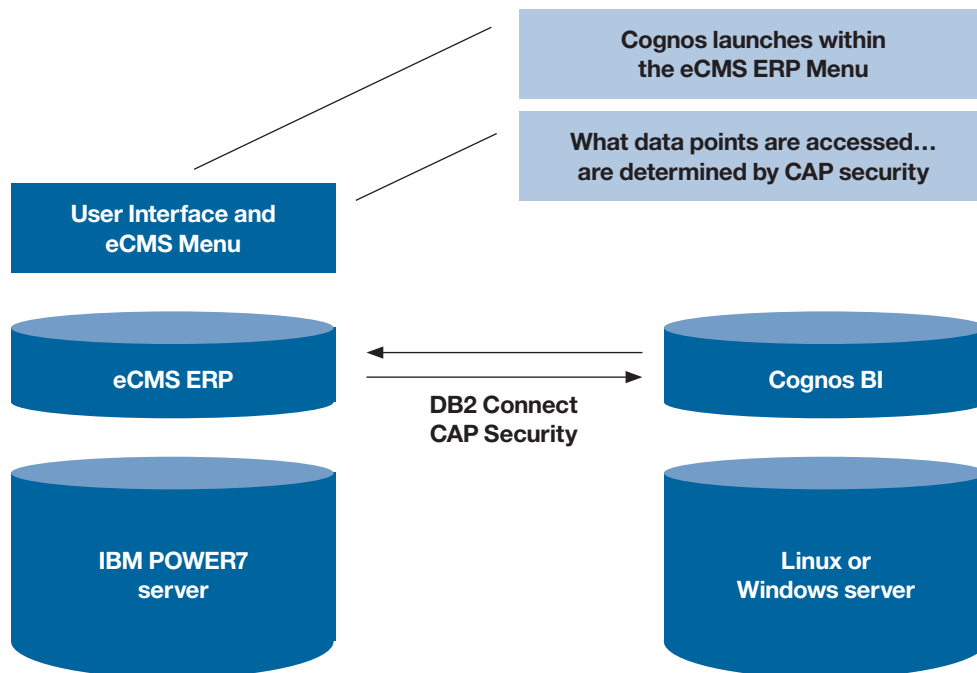 Cognos launches within
the eCMS ERP Menu
What data points are accessed…
are determined by CAP security
User Interface and
eCMS Menu
eCMS ERP
DB2 Connect
CAP Security
Cognos BI
IBM POWER7
server
Linux or
Windows server